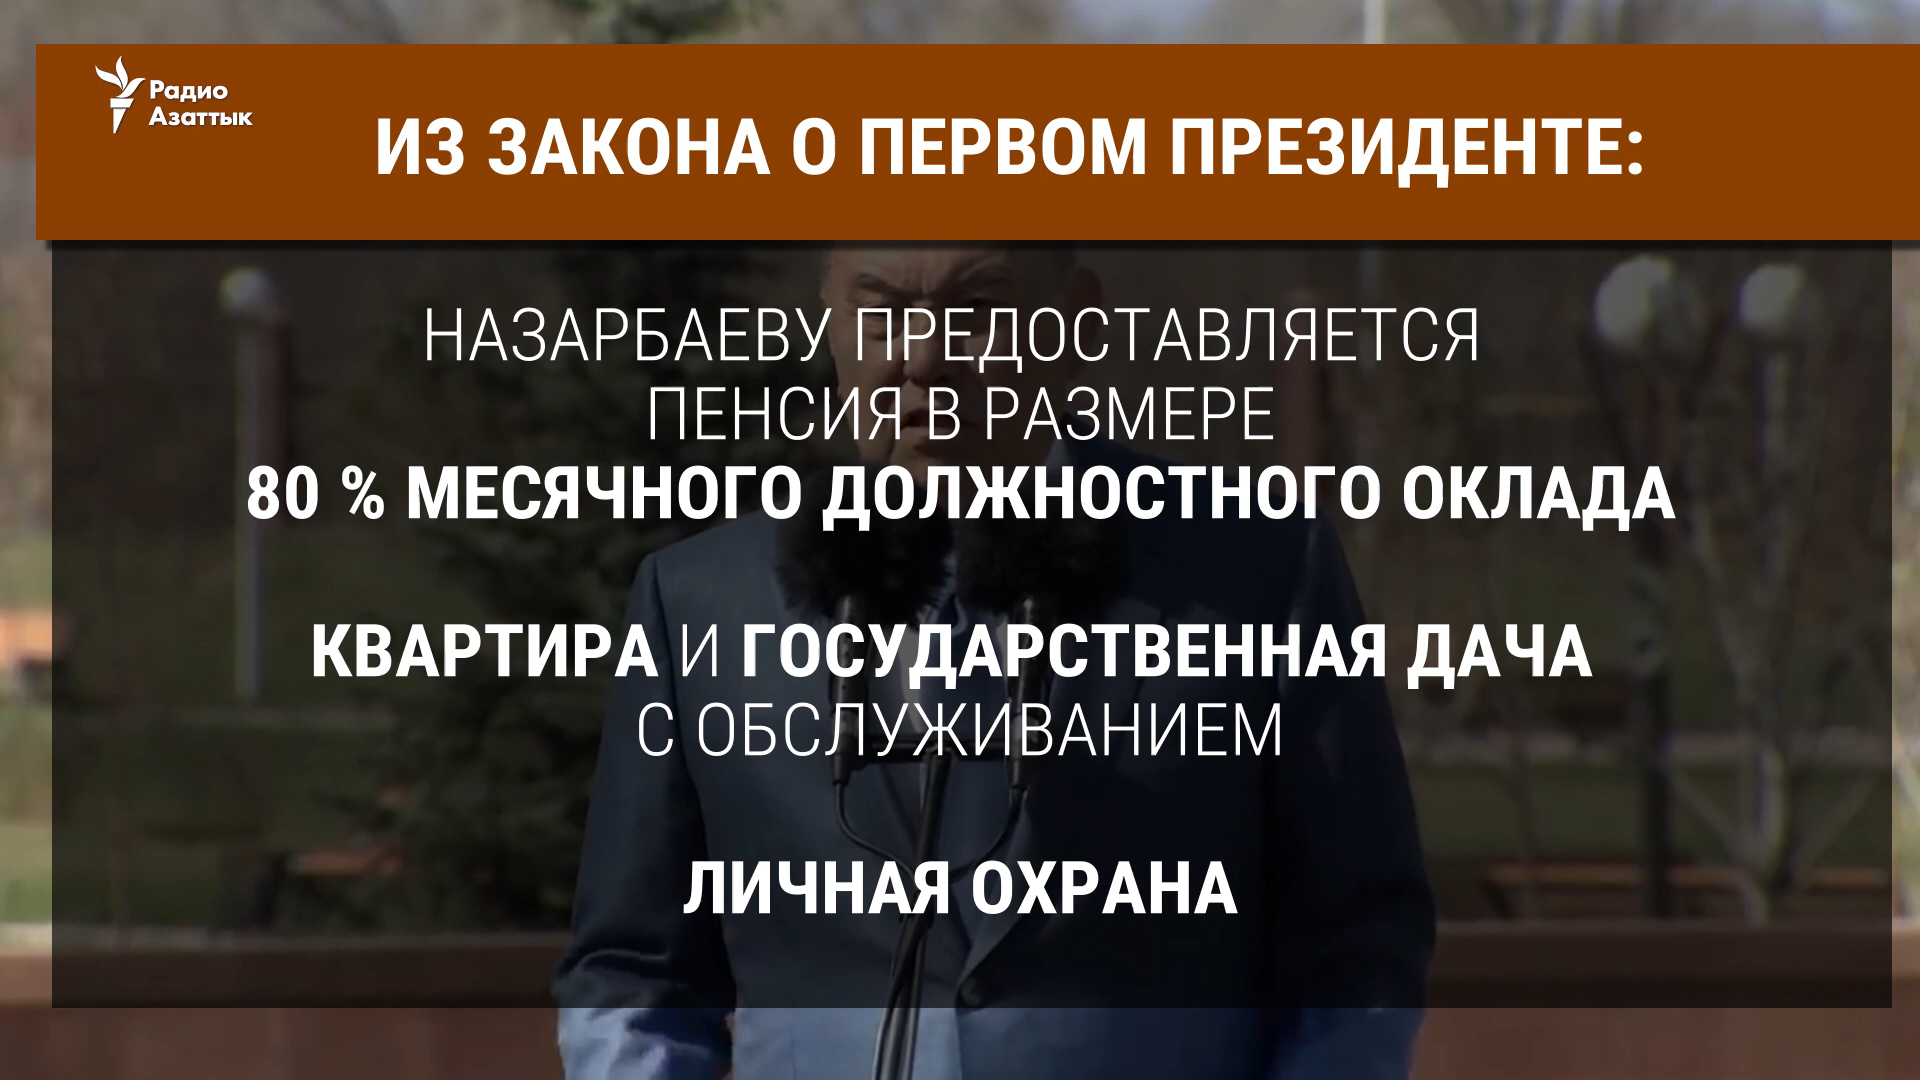 Радио
Азаттык
ИЗ ЗАКОНА О ПЕРВОМ ПРЕЗИДЕНТЕ:
НАЗАРБАЕВУ ПРЕДОСТАВЛЯЕТСЯ
ПЕНСИЯ В РАЗМЕРЕ
80 % МЕСЯЧНОГО ДОЛЖНОСТНОГО ОКЛАДА
КВАРТИРА И ГОСУДАРСТВЕННАЯ ДАЧА
С ОБСЛУЖИВАНИЕМ
ЛИЧНАЯ ОХРАНА